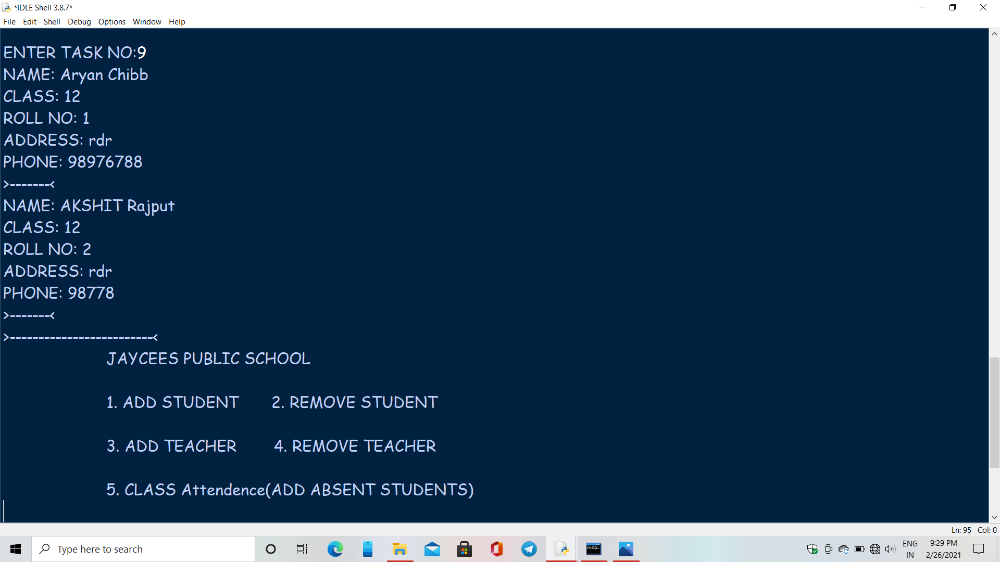 *IDLE Shell 3.8.7*
File Edit Shell Debug Options Window Help
ENTER TASK NO:9
NAME: Aryan Chibb
CLASS: 12
ROLL NO: 1
ADDRESS: rdr
PHONE: 98976788
>-------<
NAME: AKSHIT Rajput
CLASS: 12
ROLL NO: 2
ADDRESS: rdr
PHONE: 98778
>-------<
>-------------------------<
JAYCEES PUBLIC SCHOOL
1. ADD STUDENT 2. REMOVE STUDENT
3. ADD TEACHER 4. REMOVE TEACHER
5. CLASS Attendence(ADD ABSENT STUDENTS)
Ln: 95 Col: 0
Type here to search
MySQL
ENG
IN
9:29 PM
2/26/2021